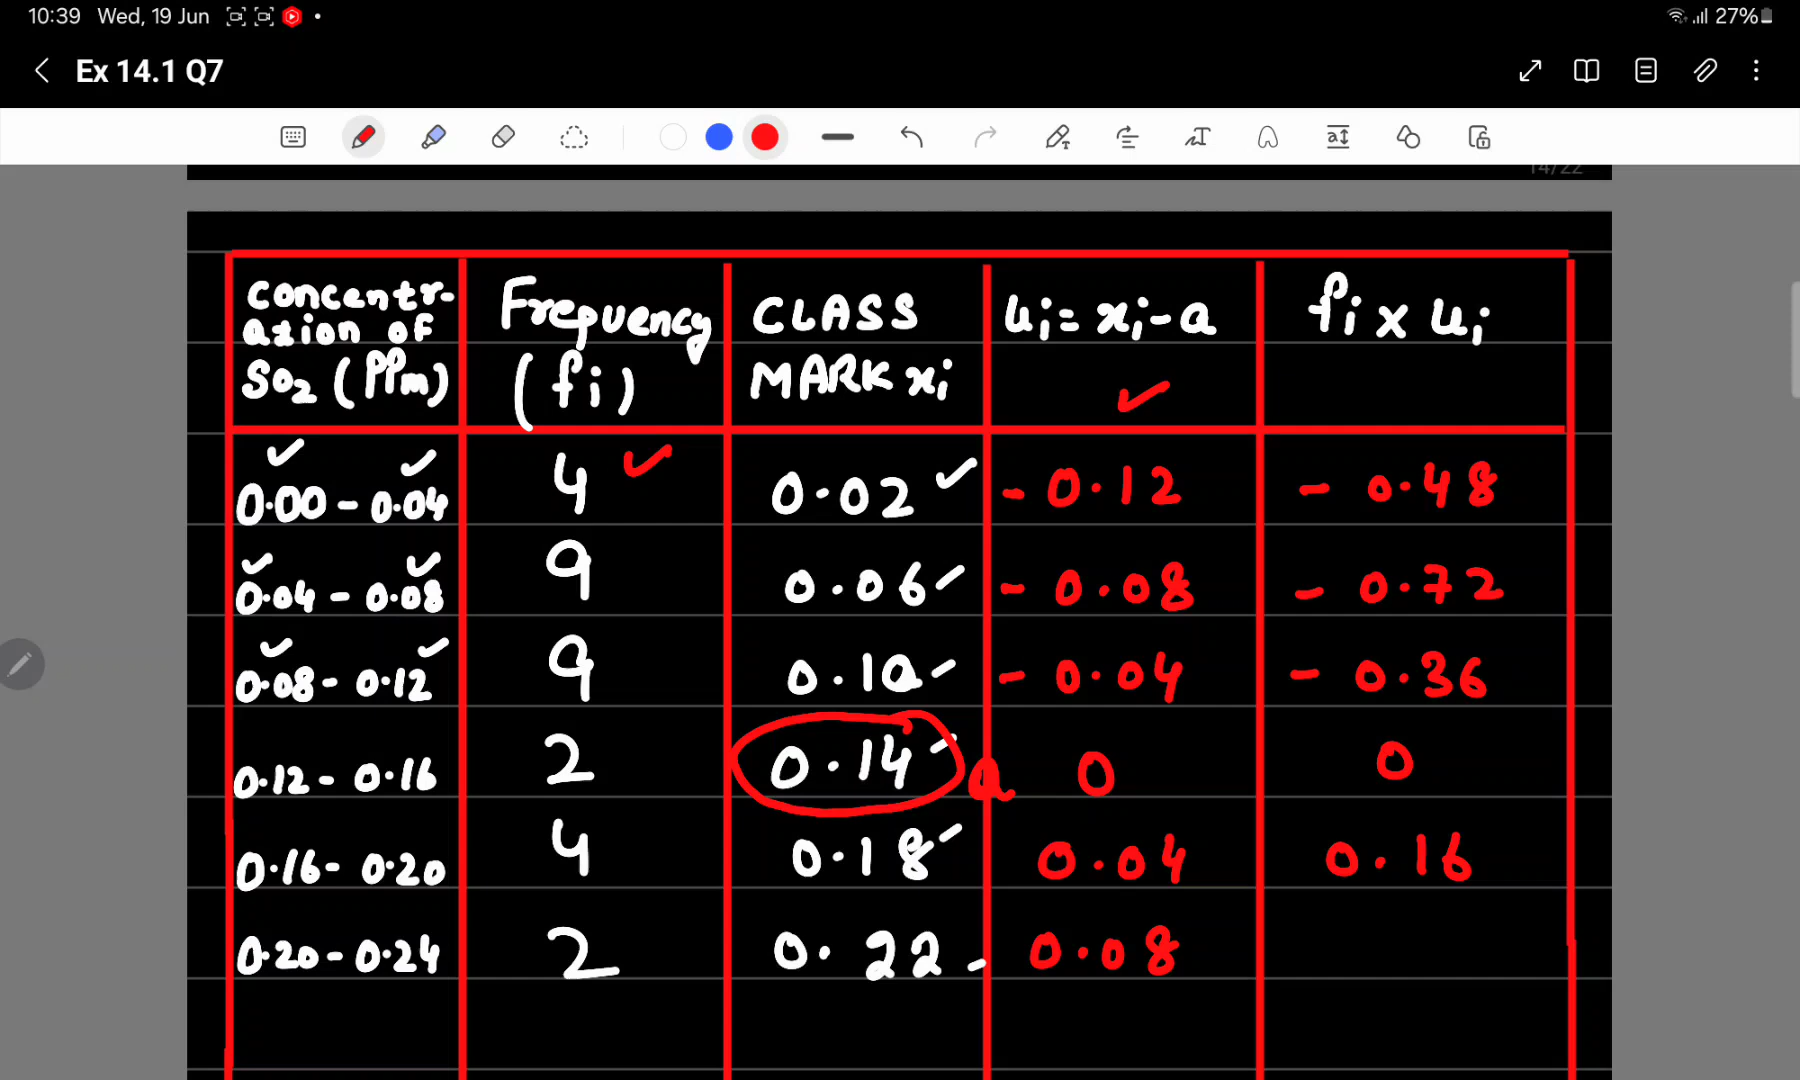 10:39 Wed, 19 Jun
27%
Ex 14.1 Q7
14/22
Concentr-
ation of
SO2 (PPm)
Frequency
(fi)
CLASS
MARK xi
ui= xi-a
fi x ui
0.00 - 0.04 4 0.02 - 0.12 - 0.48
0.04 - 0.08 9 0.06 - 0.08 - 0.72
0.08 - 0.12 9 0.10 - 0.04 - 0.36
0.12 - 0.16 2 0.14 a 0 0
0.16 - 0.20 4 0.18 0.04 0.16
0.20 - 0.24 2 0.22 0.08